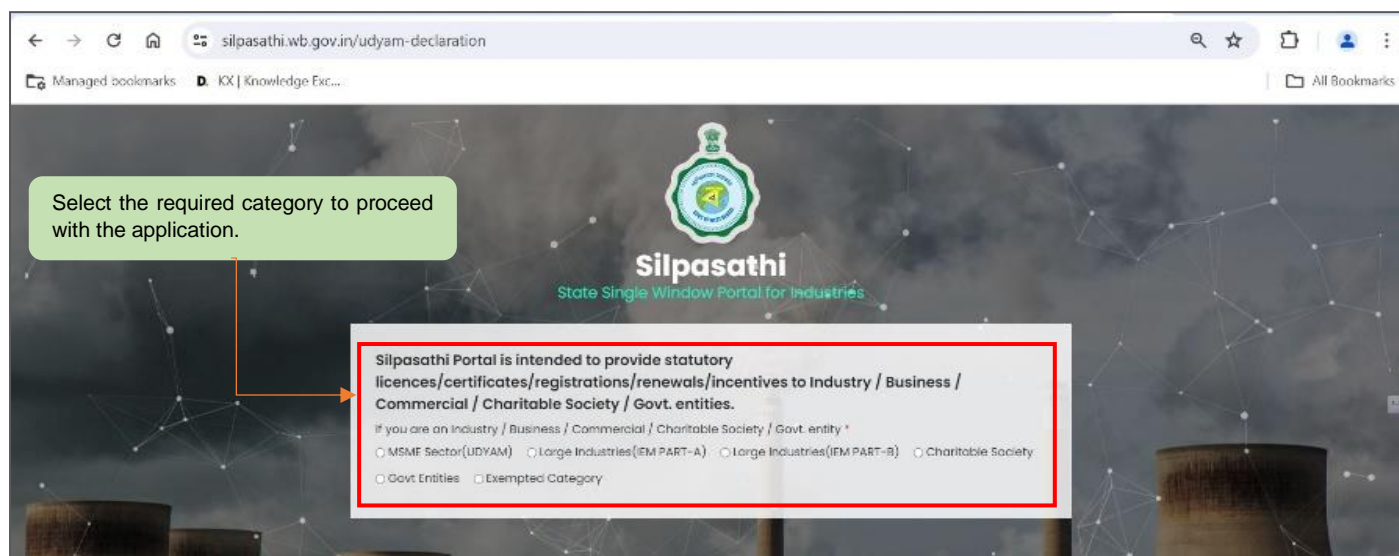 silpasathi.wb.gov.in/udyam-declaration
Managed bookmarks D. KX | Knowledge Exc... All Bookmarks
Select the required category to proceed
with the application.
Silpasathi
State Single Window Portal for Industries
Silpasathi Portal is intended to provide statutory
licences/certificates/registrations/renewals/incentives to Industry / Business /
Commercial / Charitable Society / Govt. entities.
If you are an Industry / Business / Commercial / Charitable Society / Govt. entity *
MSME Sector(UDYAM) Large Industries(IEM PART-A) Large Industries(IEM PART-B) Charitable Society
Govt Entities Exempted Category